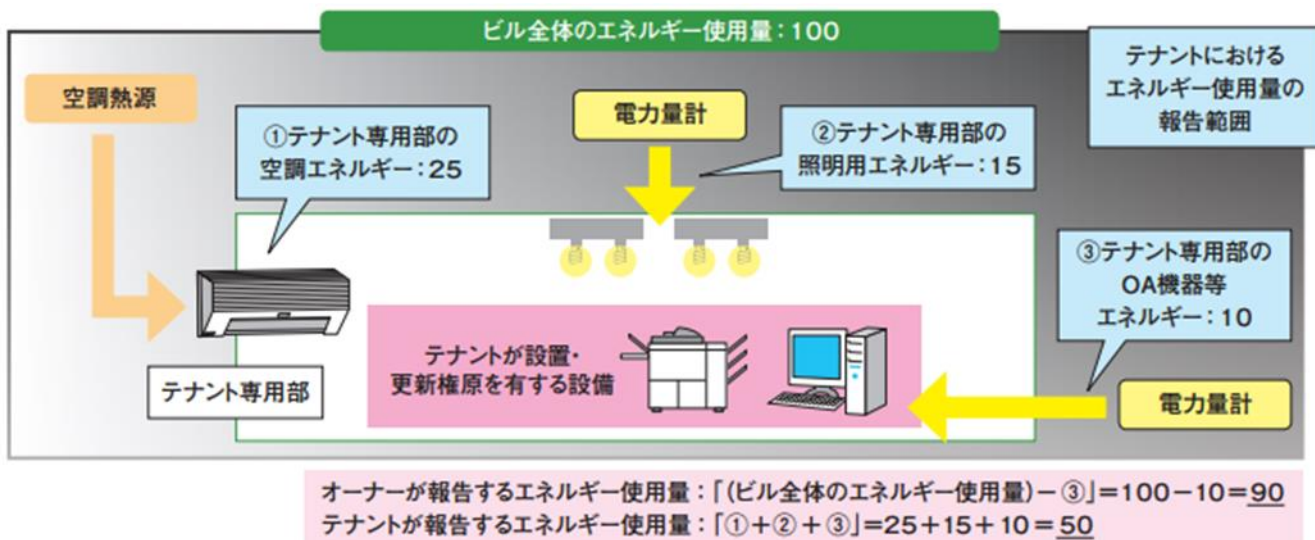 ビル全体のエネルギー使用量：100
テナントにおける
エネルギー使用量の
報告範囲
空調熱源
①テナント専用部の
空調エネルギー：25
電力量計
②テナント専用部の
照明用エネルギー：15
③テナント専用部の
OA機器等
エネルギー：10
テナントが設置・
更新権原を有する設備
テナント専用部
電力量計
オーナーが報告するエネルギー使用量：「（ビル全体のエネルギー使用量）－③」＝100－10＝90
テナントが報告するエネルギー使用量：「①＋②＋③」＝25＋15＋10＝50